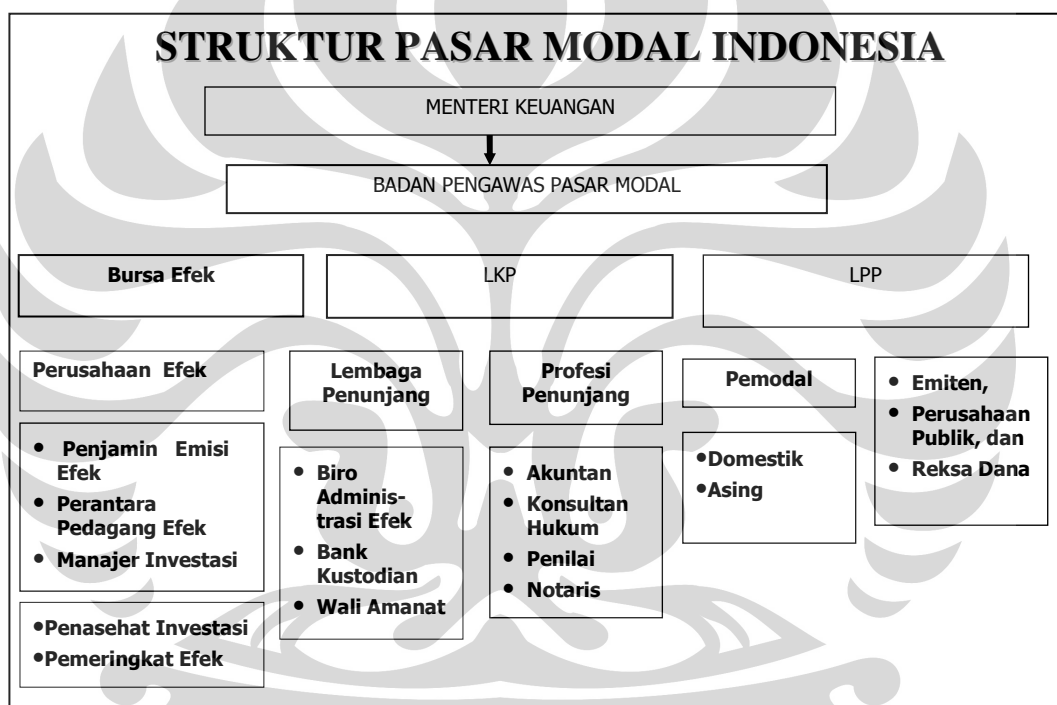 STRUKTUR PASAR MODAL INDONESIA
MENTERI KEUANGAN
BADAN PENGAWAS PASAR MODAL
Bursa Efek
LKP
LPP
Perusahaan Efek
• Penjamin Emisi
Efek
• Perantara
Pedagang Efek
• Manajer Investasi
•Penasehat Investasi
•Pemeringkat Efek
Lembaga
Penunjang
• Biro
Adminis-
trasi Efek
• Bank
Kustodian
• Wali Amanat
Profesi
Penunjang
• Akuntan
• Konsultan
Hukum
• Penilai
• Notaris
Pemodal
•Domestik
•Asing
• Emiten,
• Perusahaan
Publik, dan
• Reksa Dana